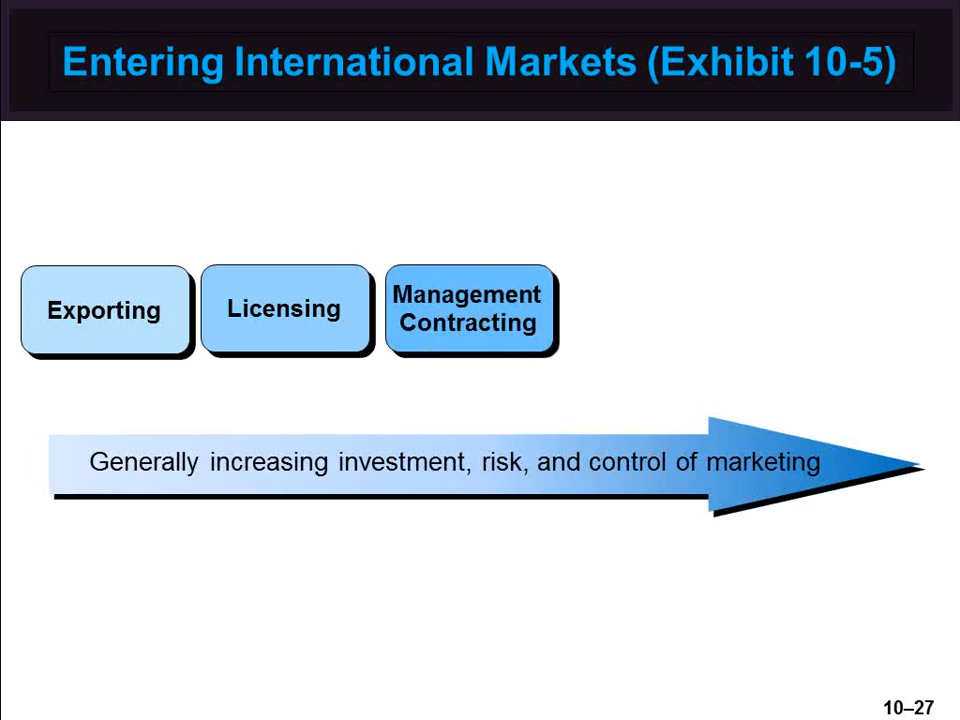 Entering International Markets (Exhibit 10-5)
Exporting
Licensing
Management
Contracting
Generally increasing investment, risk, and control of marketing
10–27